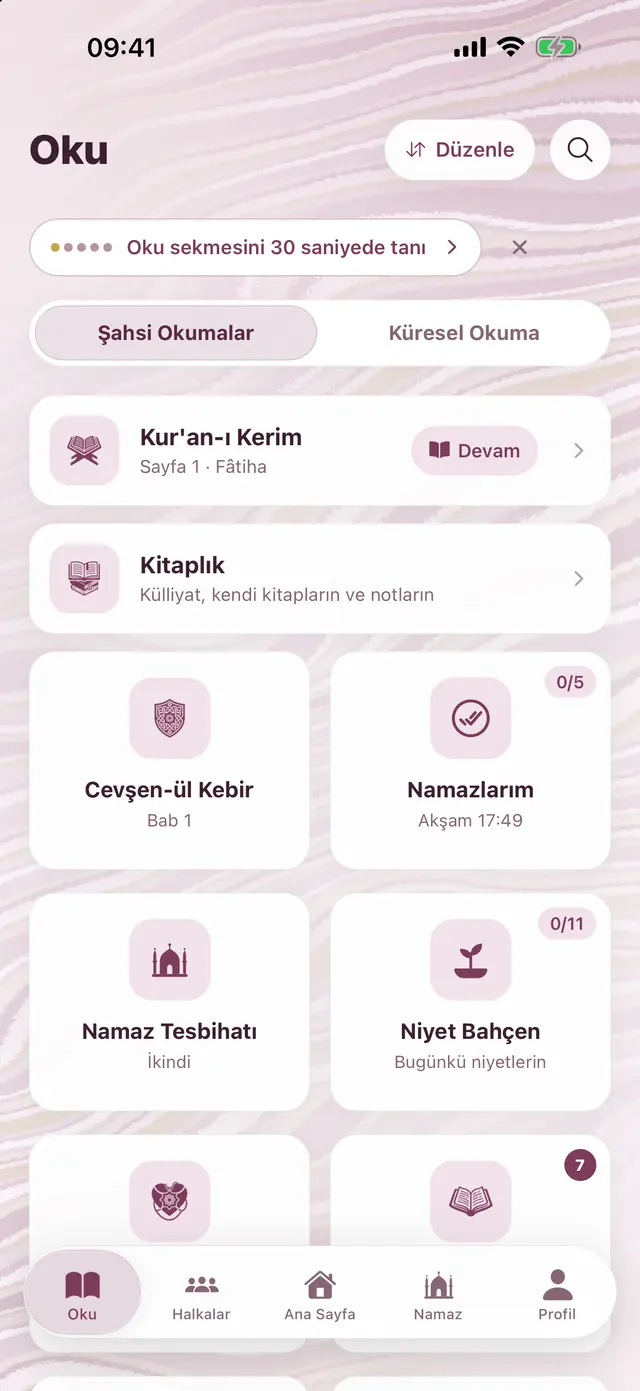 09:41
Oku
Düzenle
Oku sekmesini 30 saniyede tanı
Şahsi Okumalar
Küresel Okuma
Kur'an-ı Kerim
Sayfa 1 · Fâtiha
Devam
Kitaplık
Külliyat, kendi kitapların ve notların
Cevşen-ül Kebir
Bab 1
0/5
Namazlarım
Akşam 17:49
Namaz Tesbihatı
İkindi
0/11
Niyet Bahçen
Bugünkü niyetlerin
7
Oku
Halkalar
Ana Sayfa
Namaz
Profil